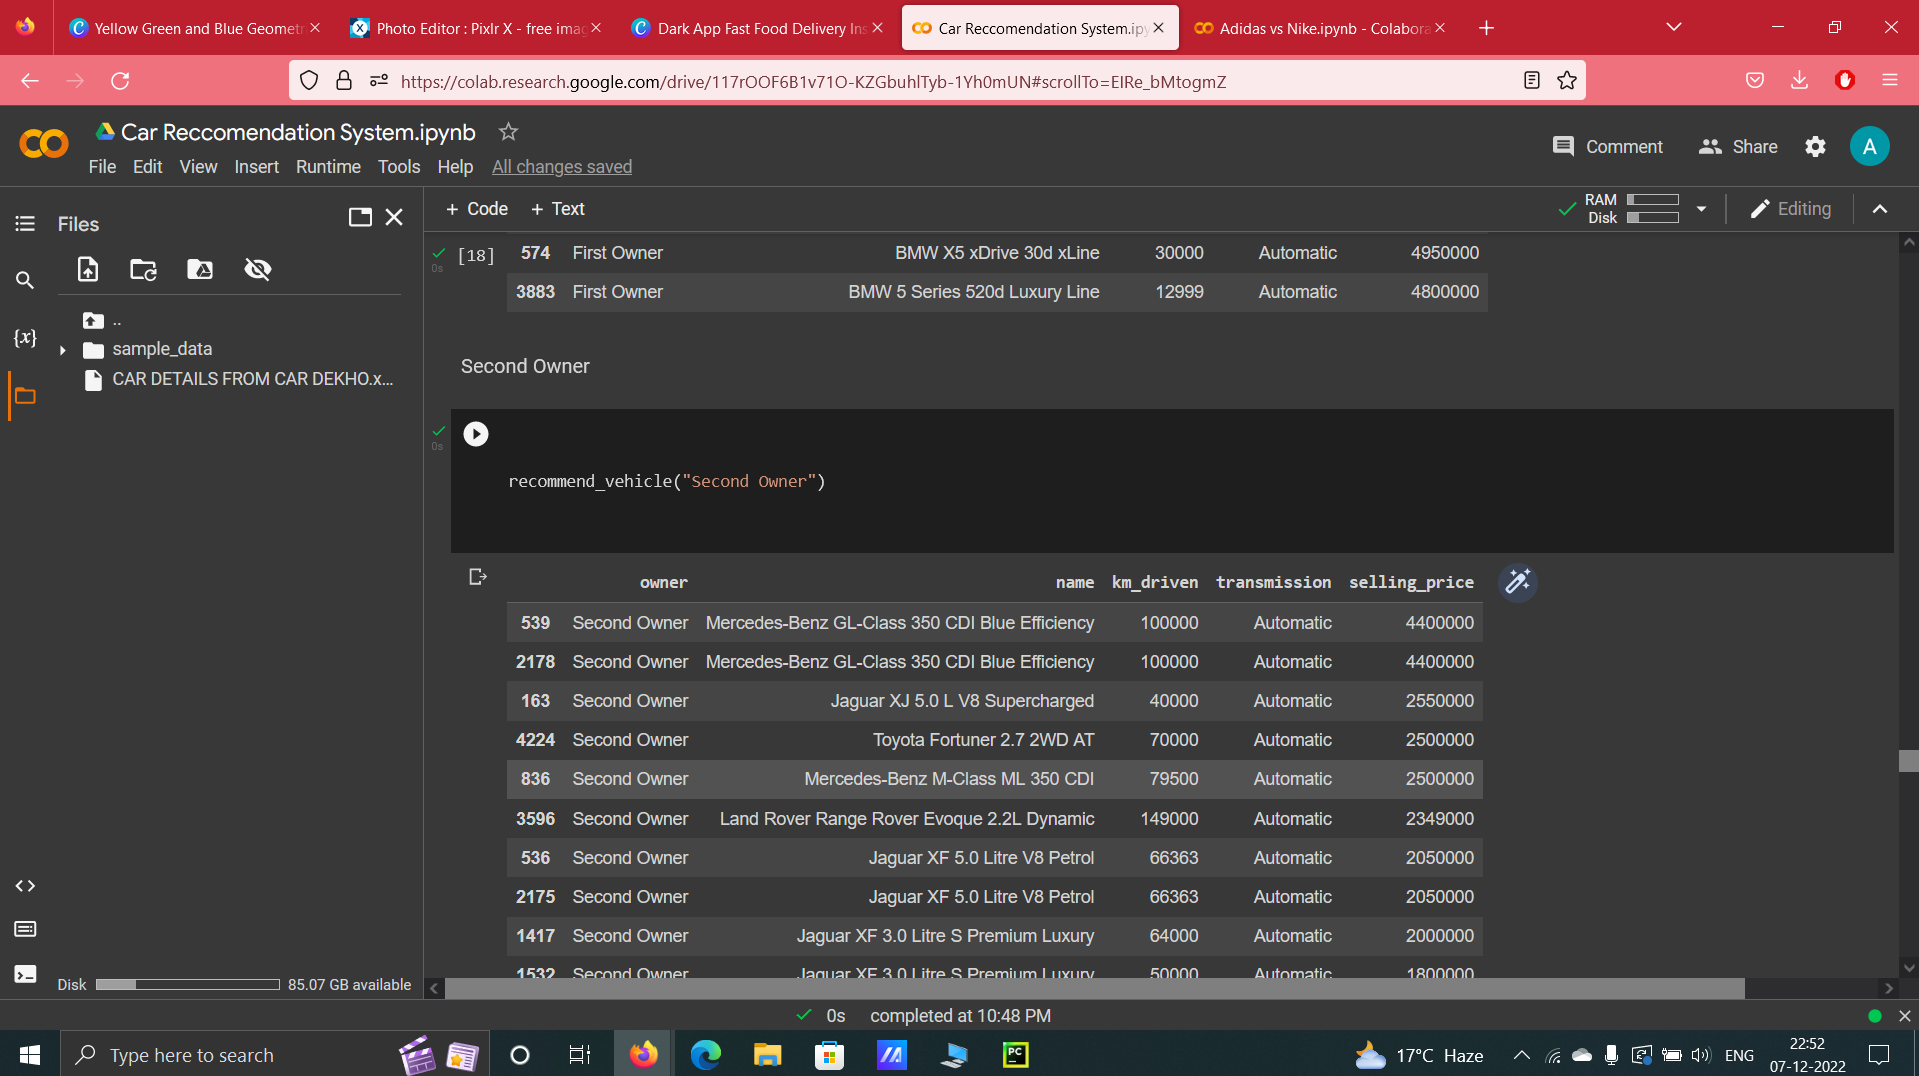 Yellow Green and Blue Geometr
Photo Editor : Pixlr X - free imag
Dark App Fast Food Delivery Ins
Car Reccomendation System.ipy
Adidas vs Nike.ipynb - Colabora
https://colab.research.google.com/drive/117rOOF6B1v71O-KZGbuhlTyb-1Yh0mUN#scrollTo=EIRe_bMtogmZ
Car Reccomendation System.ipynb
Comment Share A
File Edit View Insert Runtime Tools Help All changes saved
Files
+ Code + Text
RAM
Disk
Editing
..
sample_data
CAR DETAILS FROM CAR DEKHO.x...
{x}
Disk 85.07 GB available
0s
[18] 574 First Owner BMW X5 xDrive 30d xLine 30000 Automatic 4950000
3883 First Owner BMW 5 Series 520d Luxury Line 12999 Automatic 4800000
Second Owner
0s
recommend_vehicle("Second Owner")
owner name km_driven transmission selling_price
539 Second Owner Mercedes-Benz GL-Class 350 CDI Blue Efficiency 100000 Automatic 4400000
2178 Second Owner Mercedes-Benz GL-Class 350 CDI Blue Efficiency 100000 Automatic 4400000
163 Second Owner Jaguar XJ 5.0 L V8 Supercharged 40000 Automatic 2550000
4224 Second Owner Toyota Fortuner 2.7 2WD AT 70000 Automatic 2500000
836 Second Owner Mercedes-Benz M-Class ML 350 CDI 79500 Automatic 2500000
3596 Second Owner Land Rover Range Rover Evoque 2.2L Dynamic 149000 Automatic 2349000
536 Second Owner Jaguar XF 5.0 Litre V8 Petrol 66363 Automatic 2050000
2175 Second Owner Jaguar XF 5.0 Litre V8 Petrol 66363 Automatic 2050000
1417 Second Owner Jaguar XF 3.0 Litre S Premium Luxury 64000 Automatic 2000000
1532 Second Owner Jaguar XF 3.0 Litre S Premium Luxury 50000 Automatic 1800000
0s completed at 10:48 PM
Type here to search
PC
17°C Haze
ENG
22:52
07-12-2022